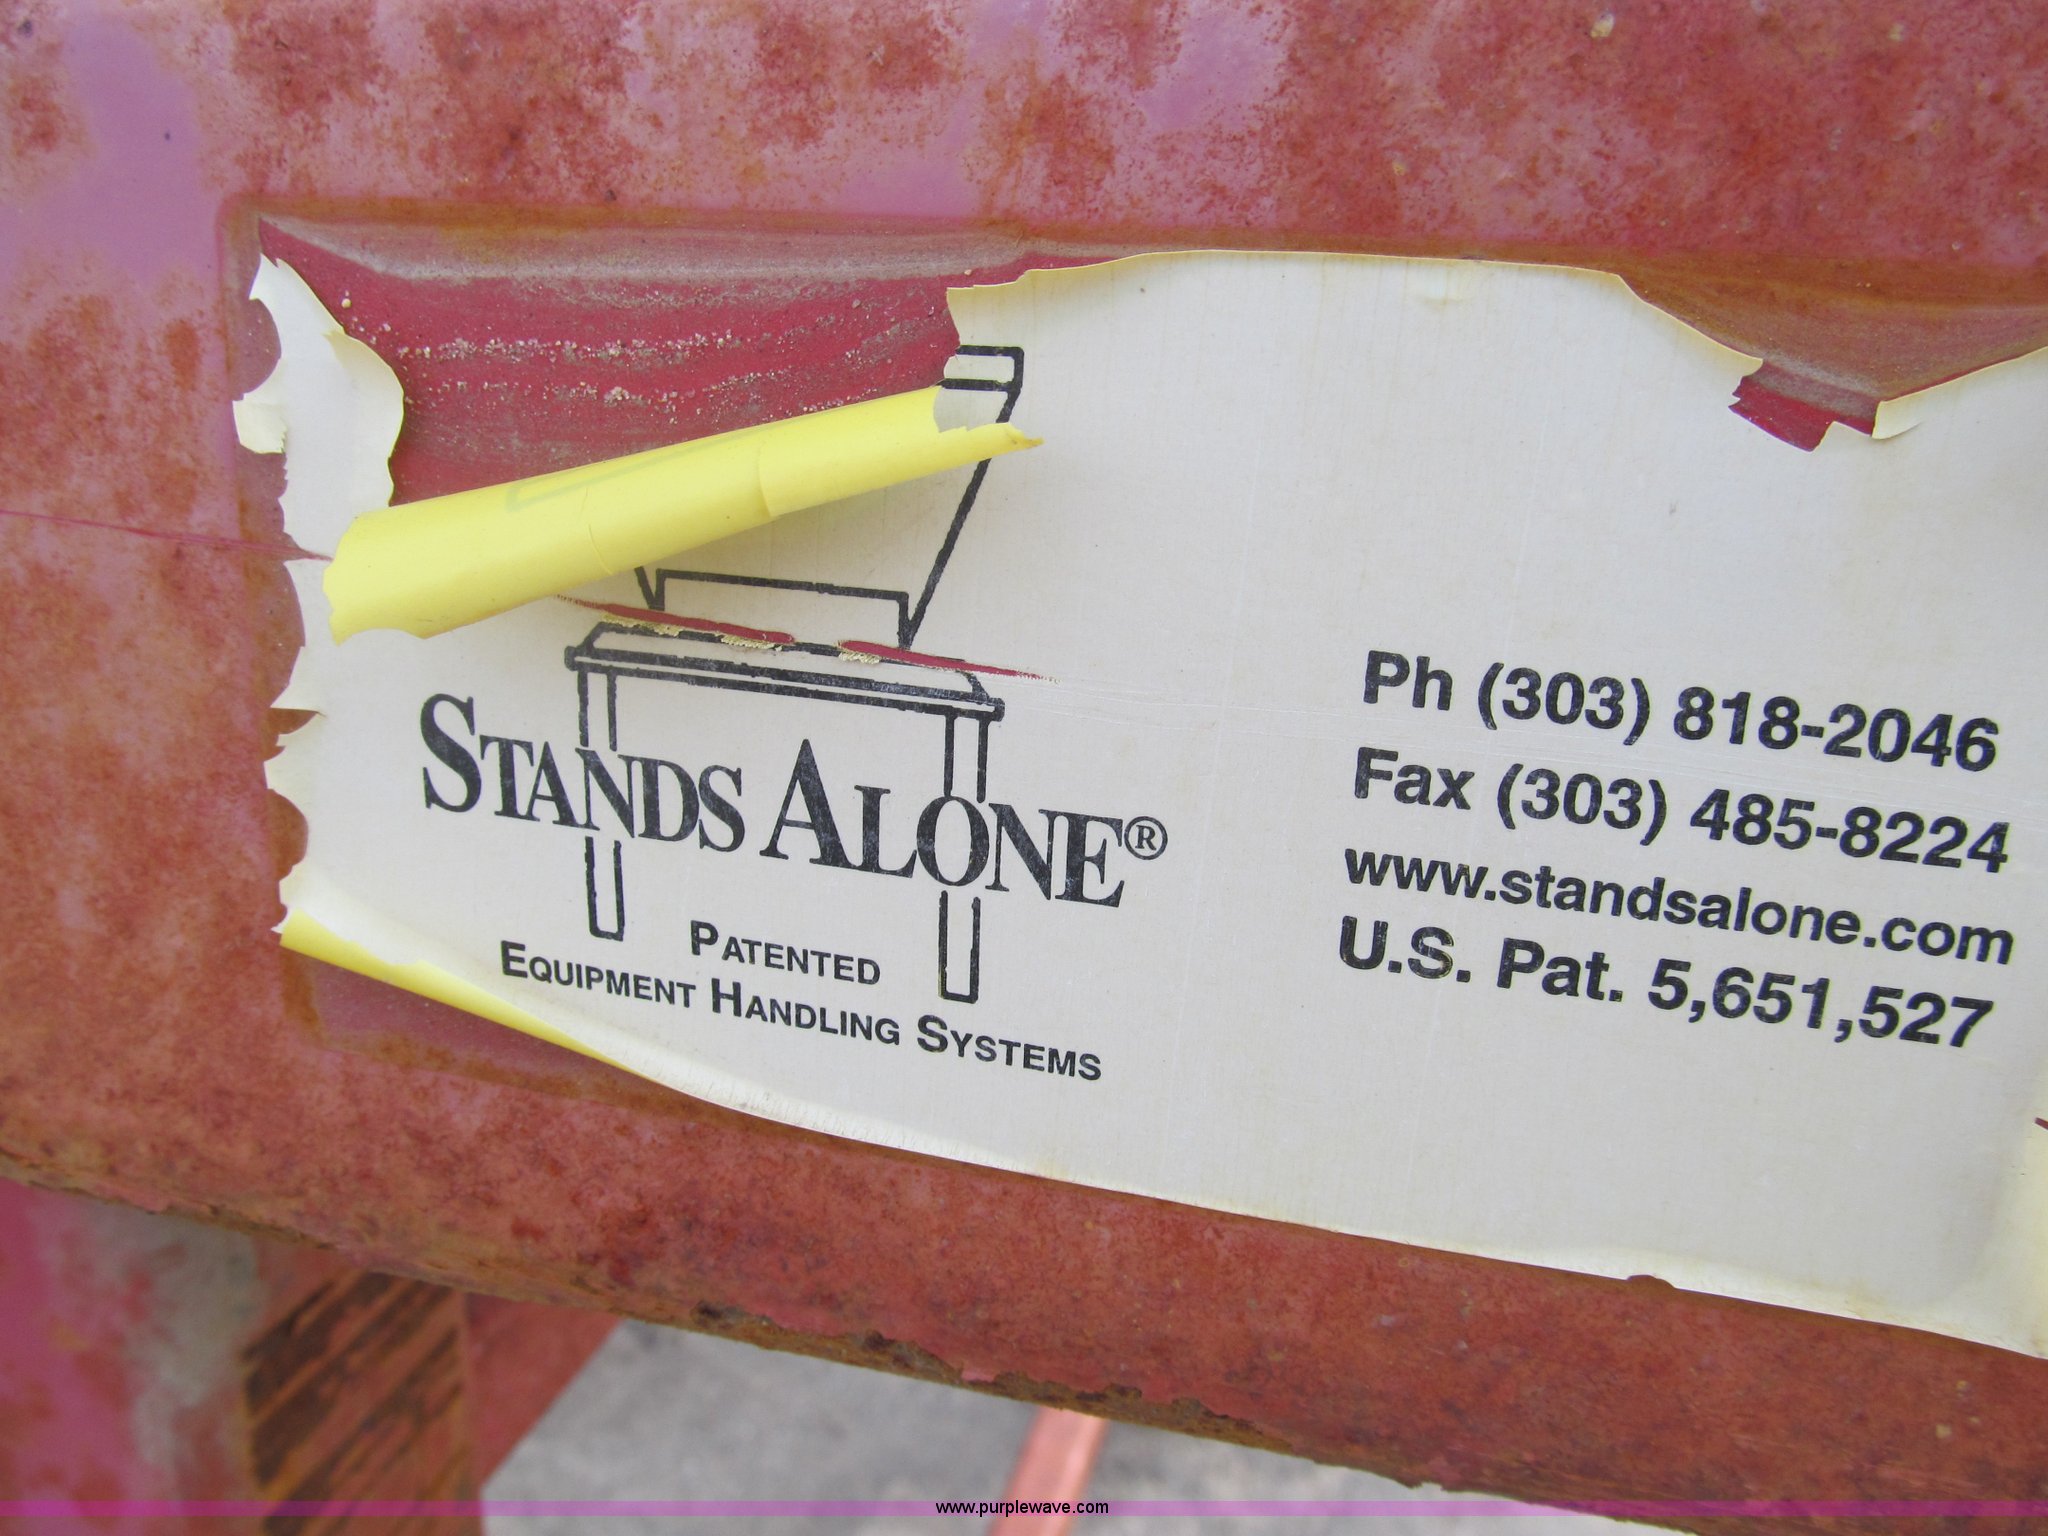 STANDS ALONE®
PATENTED
EQUIPMENT HANDLING SYSTEMS
Ph (303) 818-2046
Fax (303) 485-8224
www.standsalone.com
U.S. Pat. 5,651,527
www.purplewave.com